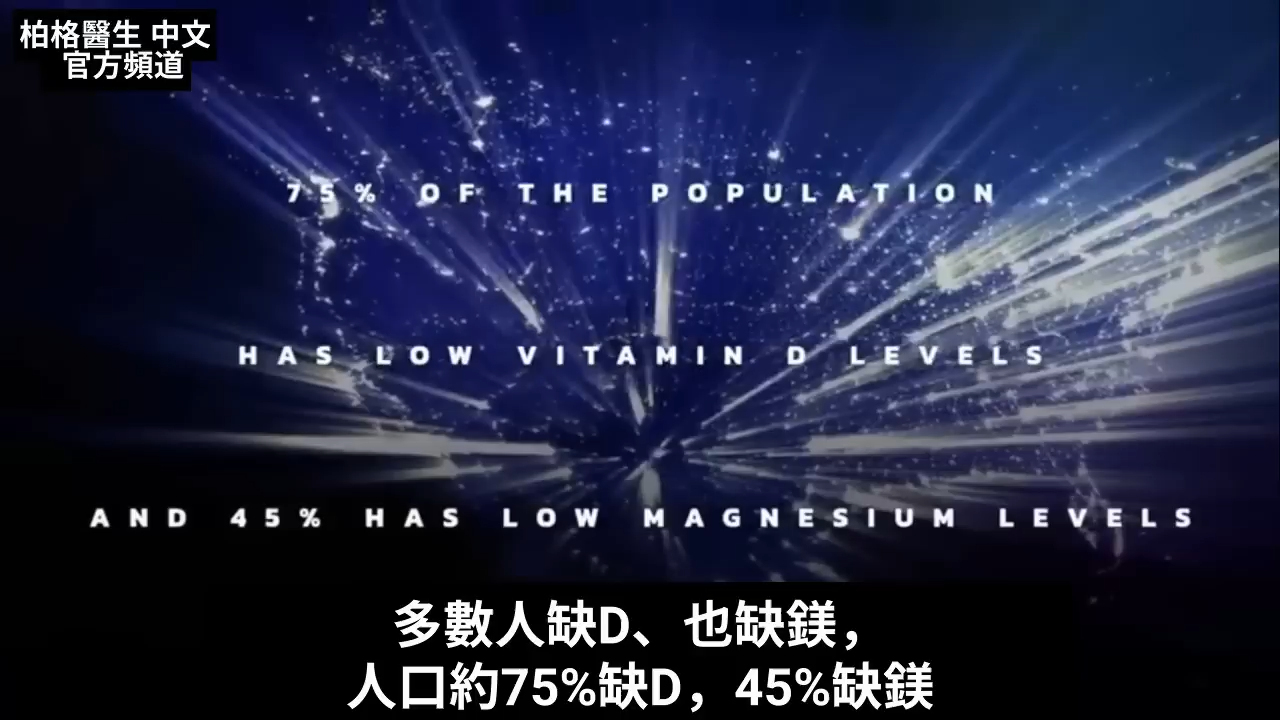 柏格醫生 中文
官方頻道
75% OF THE POPULATION
HAS LOW VITAMIN D LEVELS
AND 45% HAS LOW MAGNESIUM LEVELS
多數人缺D、也缺鎂，
人口約75%缺D，45%缺鎂